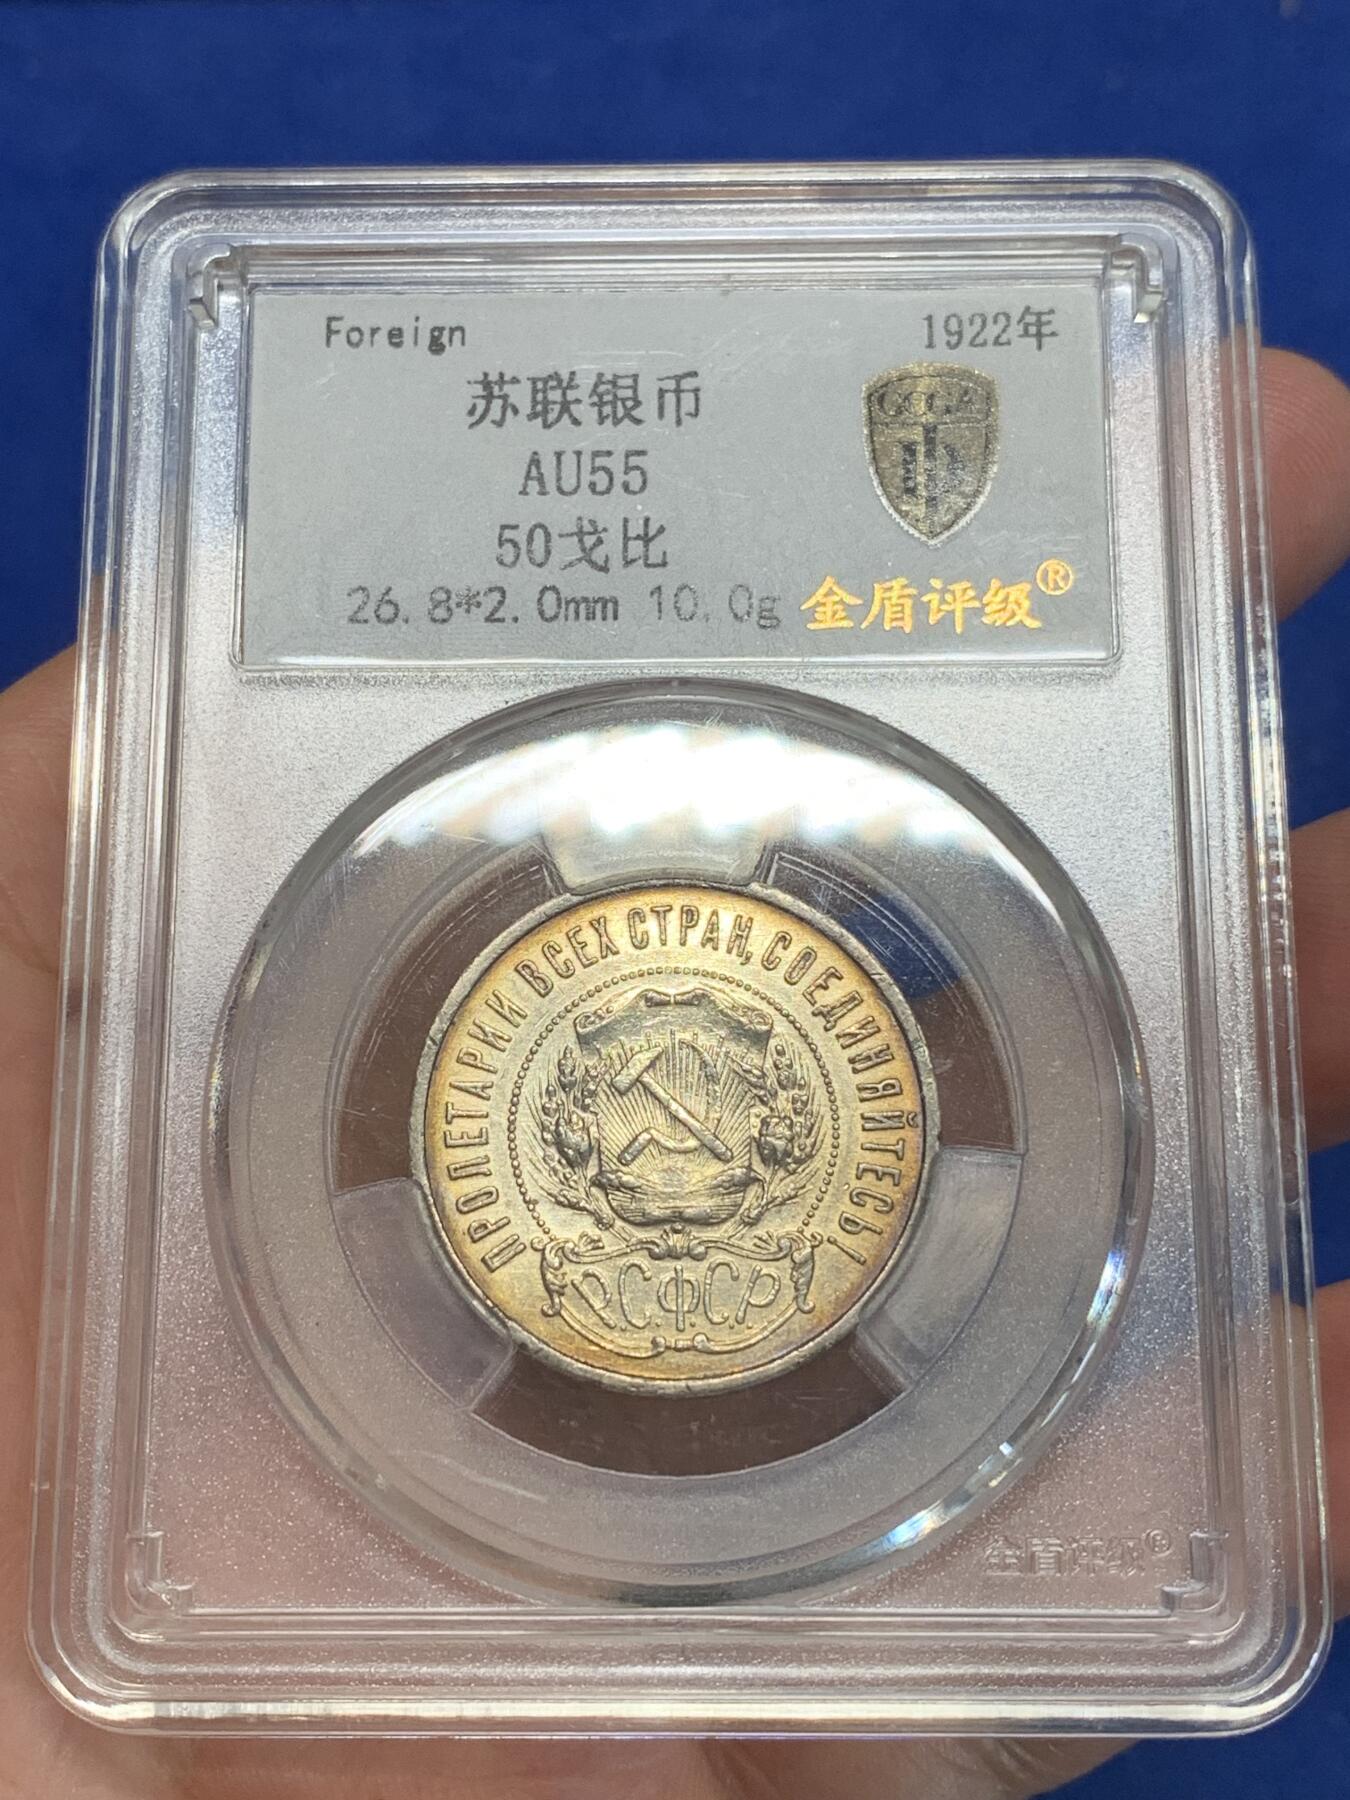 Foreign
1922年
苏联银币
AU55
50戈比
26.8*2.0mm 10.0g
金盾评级®
ПРОЛЕТАРИИ ВСЕХ СТРАН, СОЕДИНЯЙТЕСЬ!
Р.С.Ф.С.Р.
金盾评级®